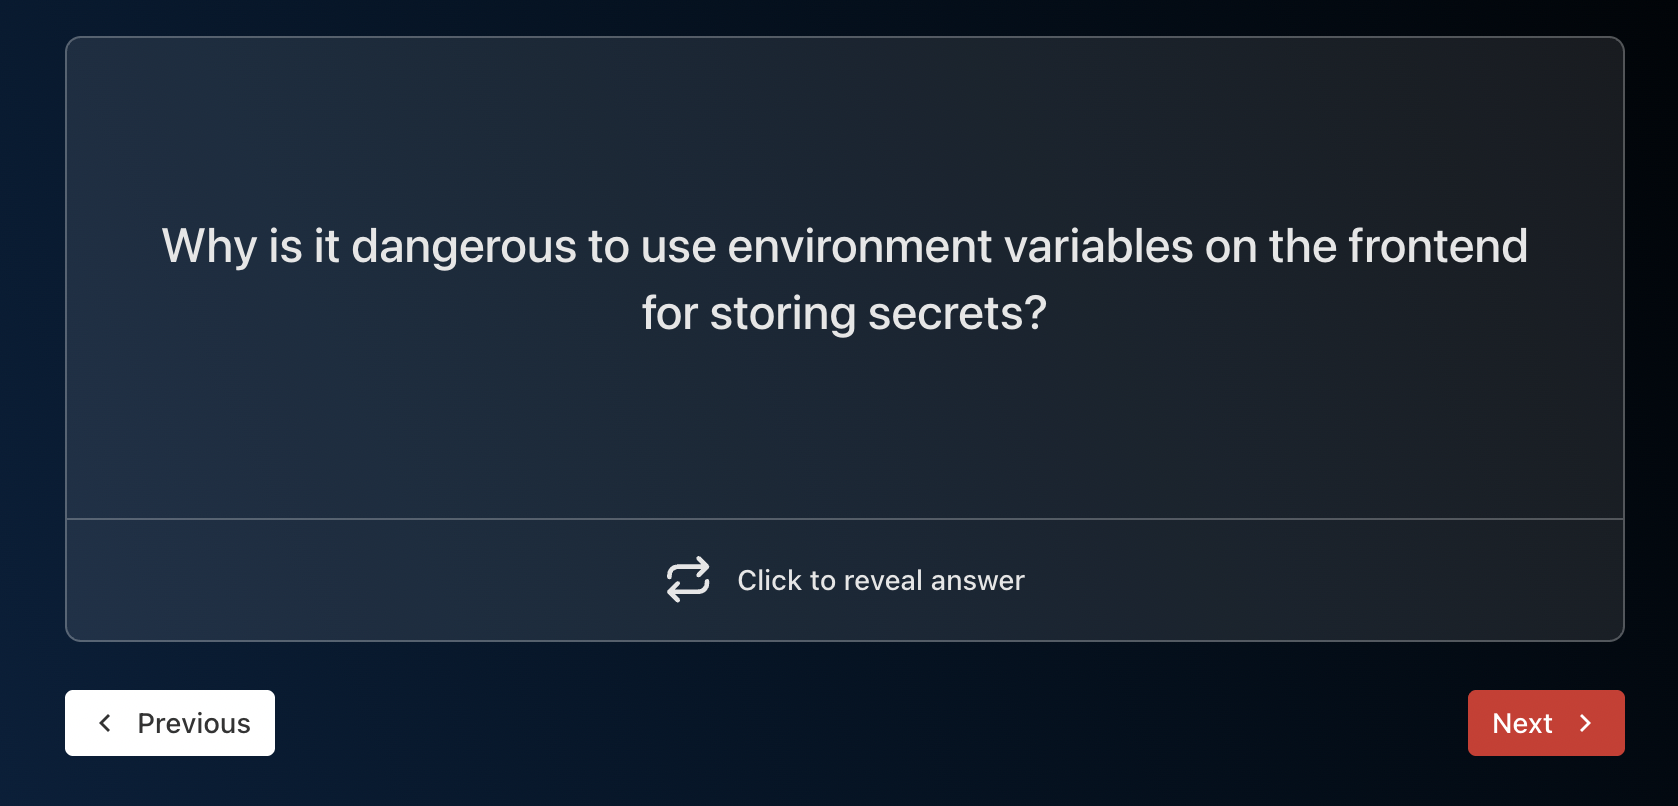 Why is it dangerous to use environment variables on the frontend
for storing secrets?
Click to reveal answer
Previous
Next